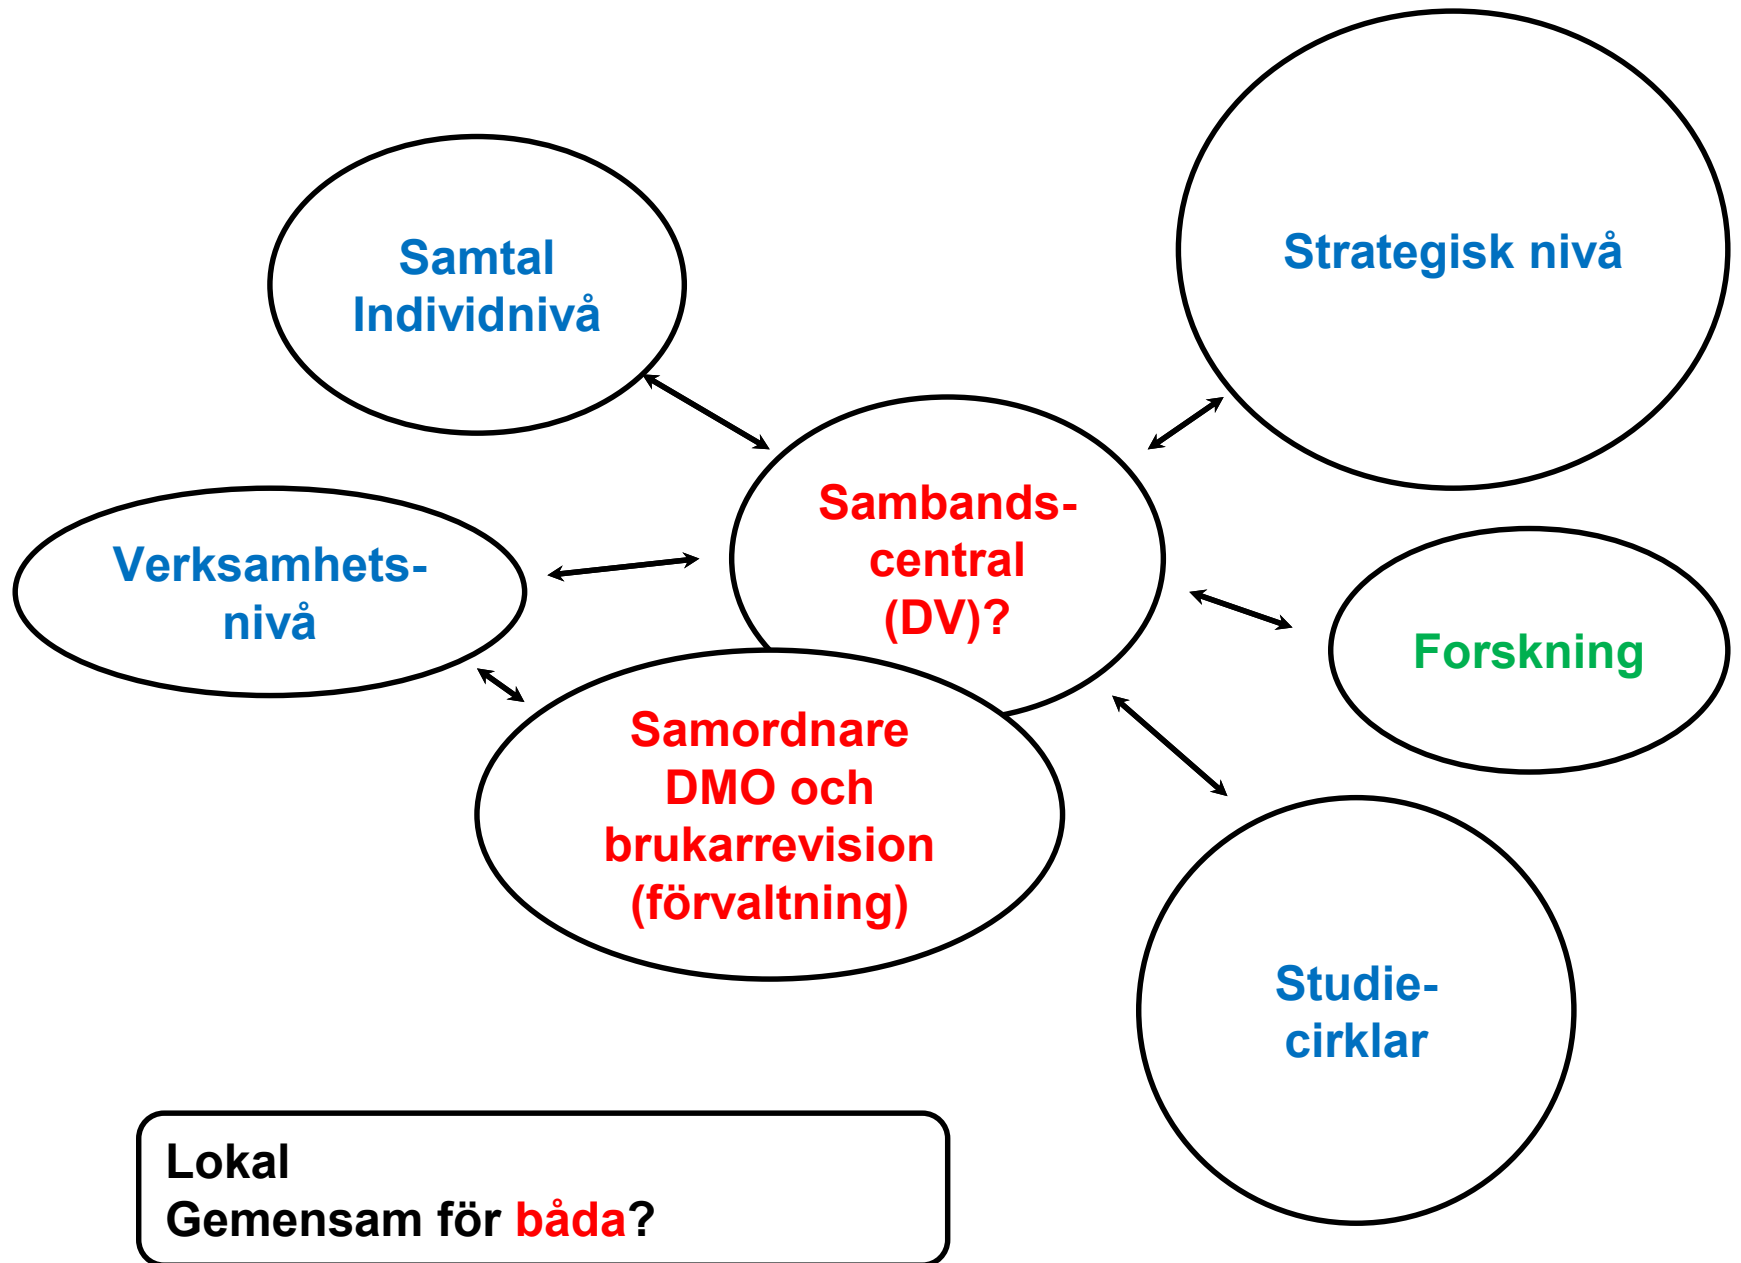 Samtal
Individnivå
Strategisk nivå
Sambands-
central
(DV)?
Verksamhets-
nivå
Forskning
Samordnare
DMO och
brukarrevision
(förvaltning)
Studie-
cirklar
Lokal
Gemensam för båda?